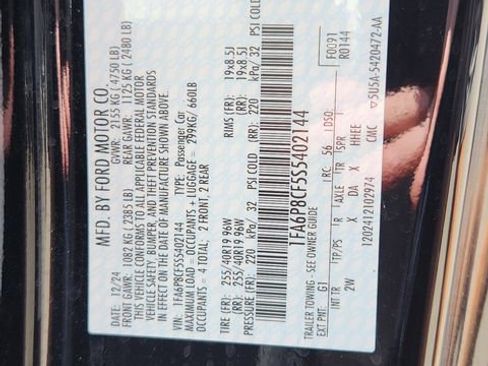 MFD. BY FORD MOTOR CO.
DATE: 12/24 GVWR: 2155 KG (4750 LB)
FRONT GAWR: 1082 KG (2385 LB) REAR GAWR: 1125 KG (2480 LB)
THIS VEHICLE CONFORMS TO ALL APPLICABLE FEDERAL MOTOR
VEHICLE SAFETY, BUMPER, AND THEFT PREVENTION STANDARDS
IN EFFECT ON THE DATE OF MANUFACTURE SHOWN ABOVE.
VIN: 1FA6P8CF5S5402144 TYPE: Passenger Car
MAXIMUM LOAD = OCCUPANTS + LUGGAGE = 299KG/ 660LB
OCCUPANTS = 4 TOTAL: 2 FRONT, 2 REAR
TIRE (FR): 255/40R19 96W RIMS (FR): 19x8.5J
(RR): 255/40R19 96W (RR): 19x8.5J
PRESSURE (FR): 220 kPa/ 32 PSI COLD (RR): 220 kPa/ 32 PSI COLD
1FA6P8CF5S5402144
TRAILER TOWING - SEE OWNER GUIDE
F0091
R0144
EXT PNT: G1 RC: 56 DSO:
INT TR TP/PS R AXLE TR SPR
2W I X DA X HHEE
1202412102974 CMC
▽5U5A-5420472-AA